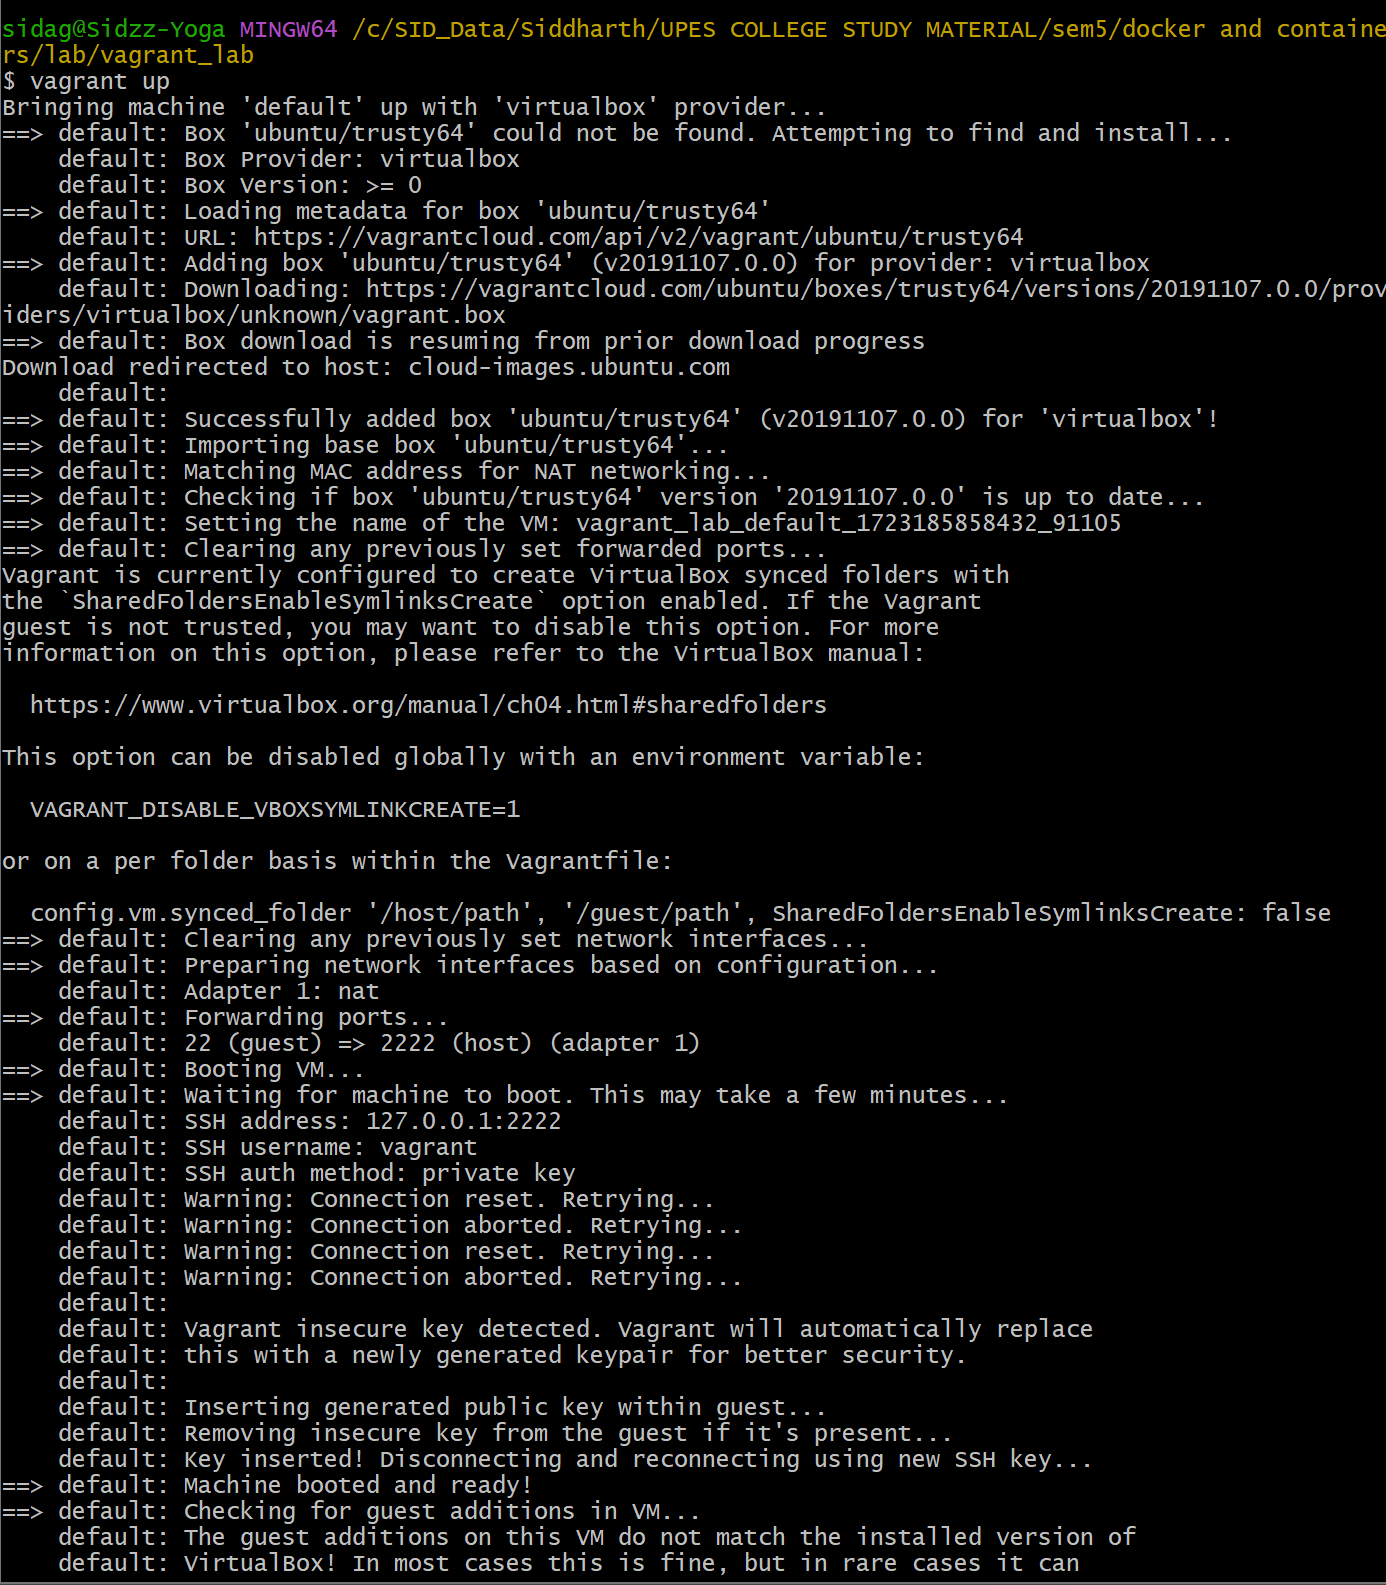 sidag@Sidzz-Yoga MINGW64 /c/SID_Data/Siddharth/UPES COLLEGE STUDY MATERIAL/sem5/docker and containe
rs/lab/vagrant_lab
$ vagrant up
Bringing machine 'default' up with 'virtualbox' provider...
==> default: Box 'ubuntu/trusty64' could not be found. Attempting to find and install...
    default: Box Provider: virtualbox
    default: Box Version: >= 0
==> default: Loading metadata for box 'ubuntu/trusty64'
    default: URL: https://vagrantcloud.com/api/v2/vagrant/ubuntu/trusty64
==> default: Adding box 'ubuntu/trusty64' (v20191107.0.0) for provider: virtualbox
    default: Downloading: https://vagrantcloud.com/ubuntu/boxes/trusty64/versions/20191107.0.0/prov
iders/virtualbox/unknown/vagrant.box
==> default: Box download is resuming from prior download progress
Download redirected to host: cloud-images.ubuntu.com
    default:
==> default: Successfully added box 'ubuntu/trusty64' (v20191107.0.0) for 'virtualbox'!
==> default: Importing base box 'ubuntu/trusty64'...
==> default: Matching MAC address for NAT networking...
==> default: Checking if box 'ubuntu/trusty64' version '20191107.0.0' is up to date...
==> default: Setting the name of the VM: vagrant_lab_default_1723185858432_91105
==> default: Clearing any previously set forwarded ports...
Vagrant is currently configured to create VirtualBox synced folders with
the `SharedFoldersEnableSymlinksCreate` option enabled. If the Vagrant
guest is not trusted, you may want to disable this option. For more
information on this option, please refer to the VirtualBox manual:

  https://www.virtualbox.org/manual/ch04.html#sharedfolders

This option can be disabled globally with an environment variable:

  VAGRANT_DISABLE_VBOXSYMLINKCREATE=1

or on a per folder basis within the Vagrantfile:

  config.vm.synced_folder '/host/path', '/guest/path', SharedFoldersEnableSymlinksCreate: false
==> default: Clearing any previously set network interfaces...
==> default: Preparing network interfaces based on configuration...
    default: Adapter 1: nat
==> default: Forwarding ports...
    default: 22 (guest) => 2222 (host) (adapter 1)
==> default: Booting VM...
==> default: Waiting for machine to boot. This may take a few minutes...
    default: SSH address: 127.0.0.1:2222
    default: SSH username: vagrant
    default: SSH auth method: private key
    default: Warning: Connection reset. Retrying...
    default: Warning: Connection aborted. Retrying...
    default: Warning: Connection reset. Retrying...
    default: Warning: Connection aborted. Retrying...
    default:
    default: Vagrant insecure key detected. Vagrant will automatically replace
    default: this with a newly generated keypair for better security.
    default:
    default: Inserting generated public key within guest...
    default: Removing insecure key from the guest if it's present...
    default: Key inserted! Disconnecting and reconnecting using new SSH key...
==> default: Machine booted and ready!
==> default: Checking for guest additions in VM...
    default: The guest additions on this VM do not match the installed version of
    default: VirtualBox! In most cases this is fine, but in rare cases it can